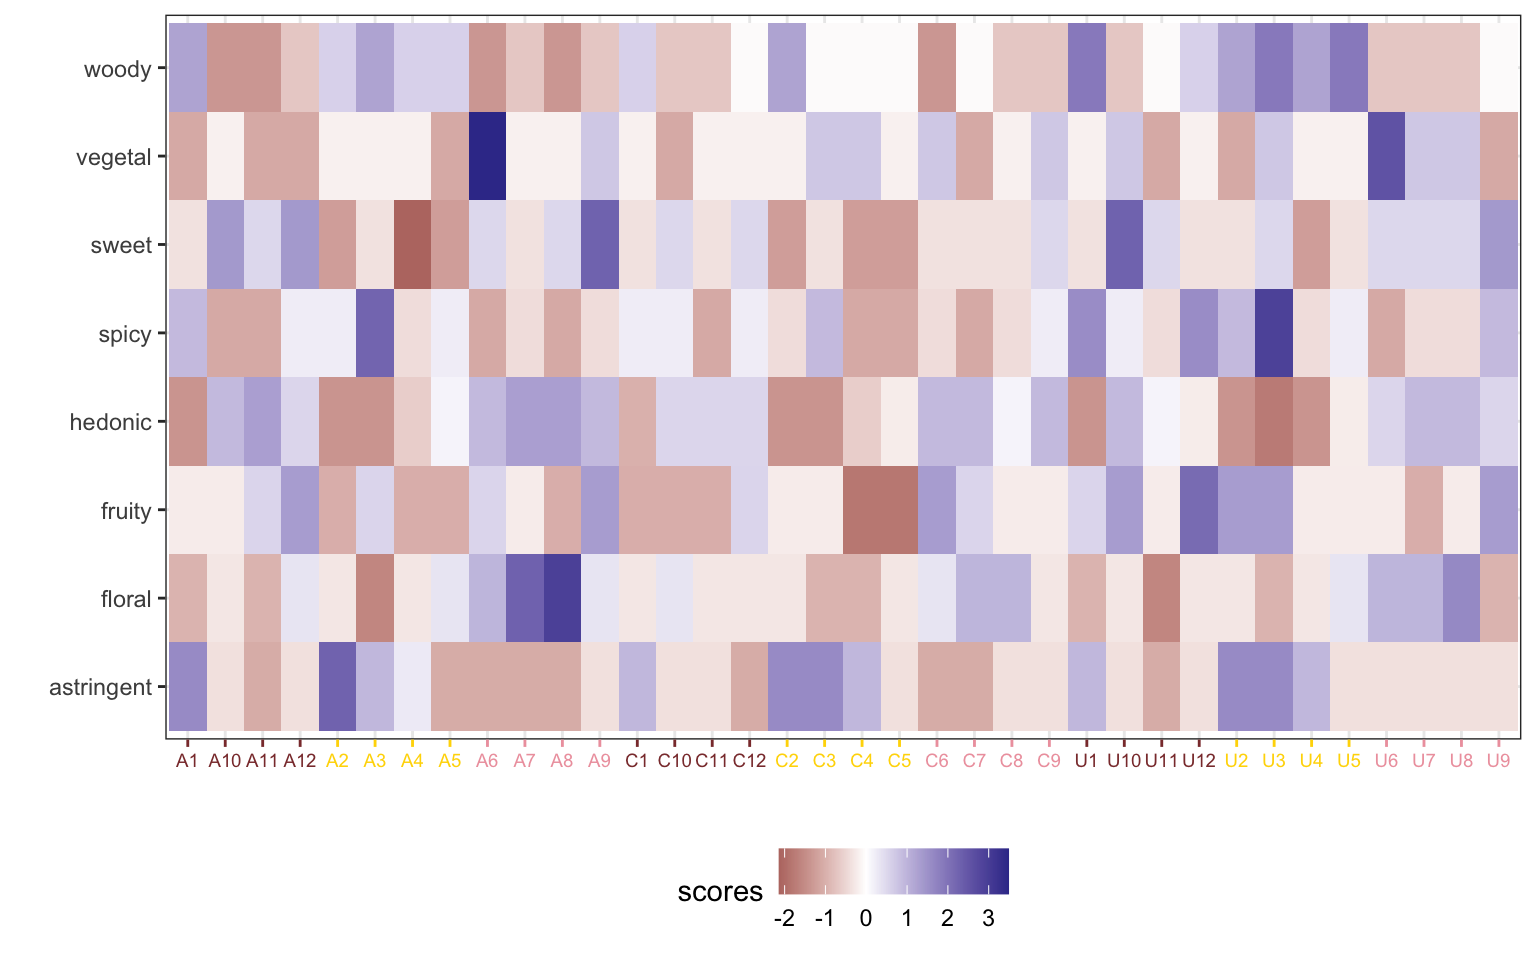 woody
vegetal
sweet
spicy
hedonic
fruity
floral
astringent
A1 A10 A11 A12 A2 A3 A4 A5 A6 A7 A8 A9 C1 C10 C11 C12 C2 C3 C4 C5 C6 C7 C8 C9 U1 U10 U11 U12 U2 U3 U4 U5 U6 U7 U8 U9
scores
-2 -1 0 1 2 3